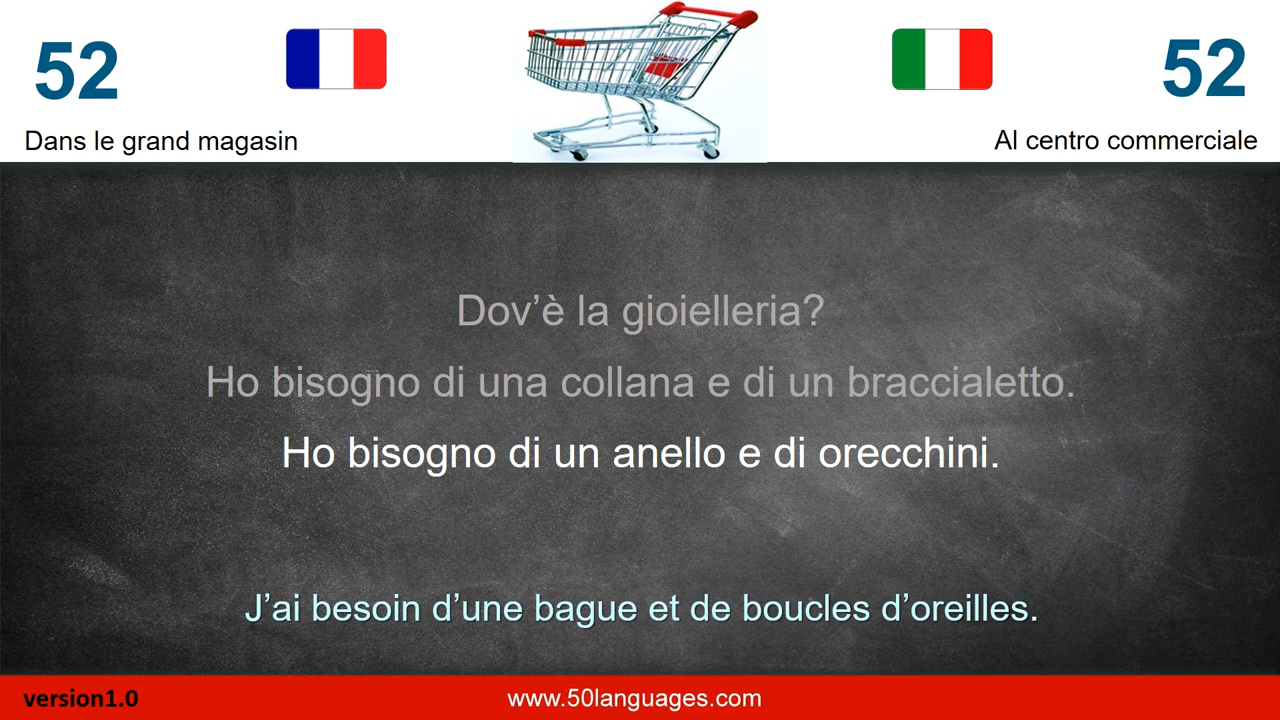 52
52
Dans le grand magasin
Al centro commerciale
Dov’è la gioielleria?
Ho bisogno di una collana e di un braccialetto.
Ho bisogno di un anello e di orecchini.
J’ai besoin d’une bague et de boucles d’oreilles.
version1.0
www.50languages.com